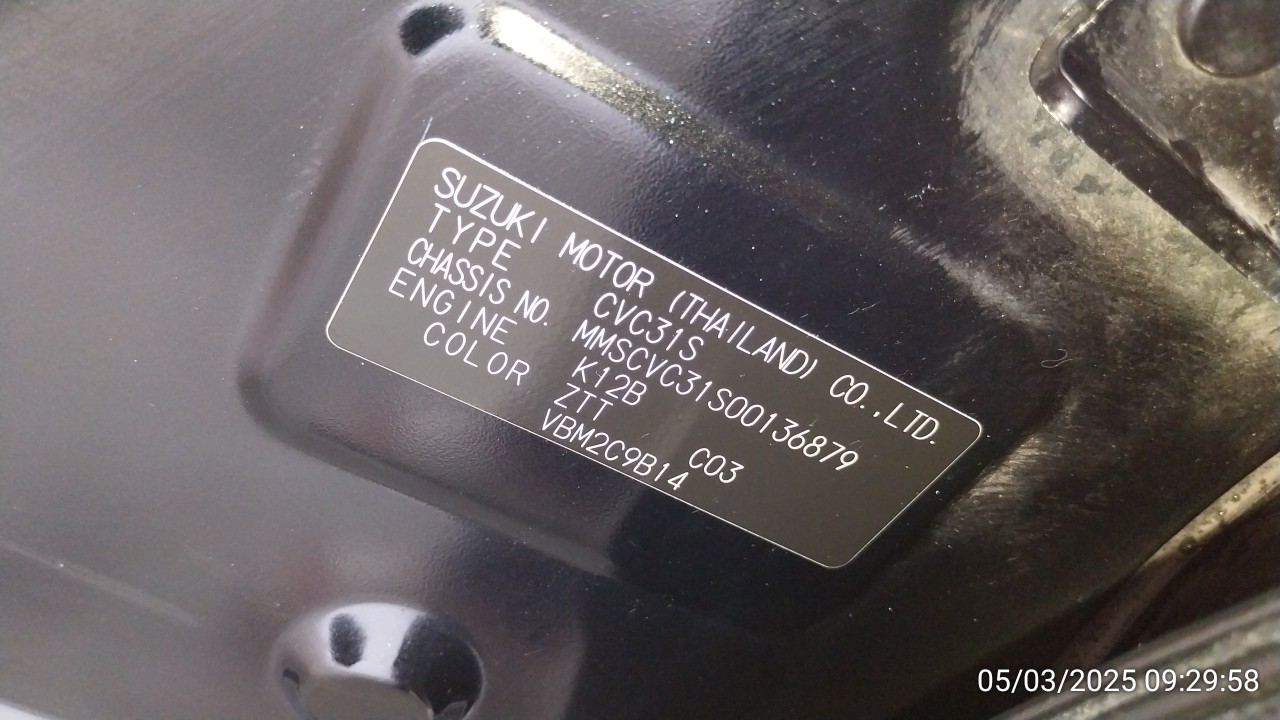 SUZUKI MOTOR (THAILAND) CO.,LTD.
TYPE CVC31S
CHASSIS NO. MMSCVC31S00136879
ENGINE K12B
COLOR ZTT C03
VBM2C9B14
05/03/2025 09:29:58